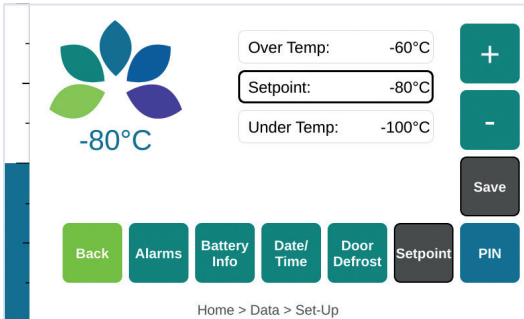 Over Temp: -60°C
Setpoint: -80°C
Under Temp: -100°C
-80°C
+
-
Save
Back
Alarms
Battery
Info
Date/
Time
Door
Defrost
Setpoint
PIN
Home > Data > Set-Up